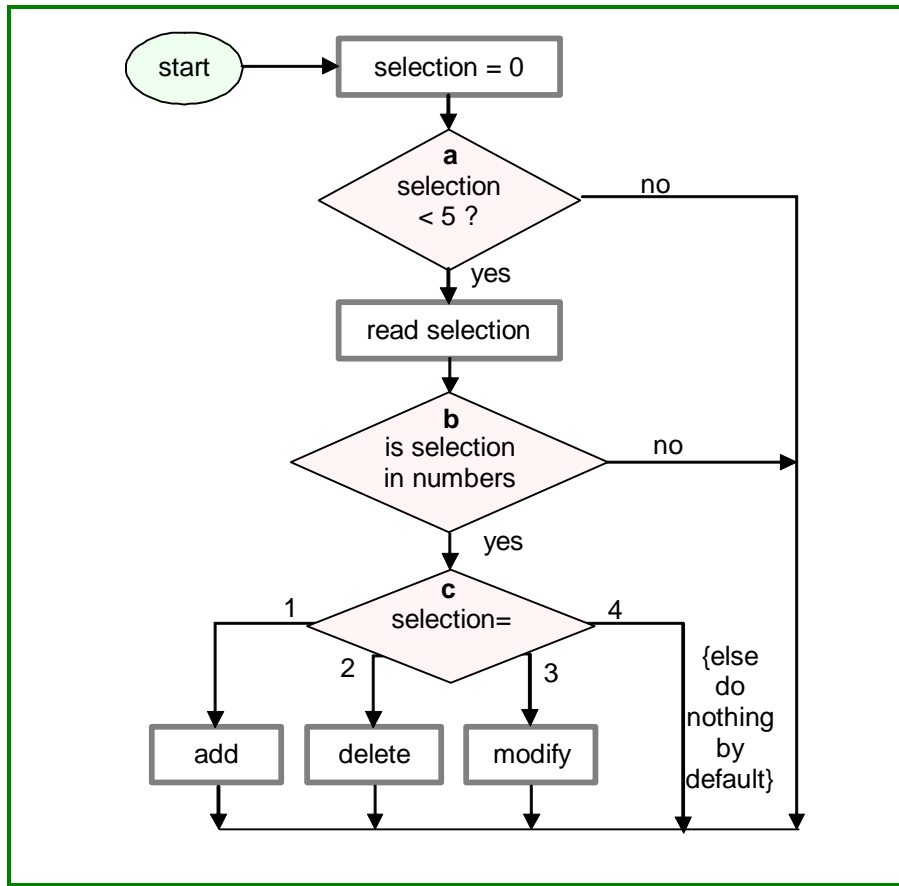 start
selection = 0
a
selection
< 5 ?
no
yes
read selection
b
is selection
in numbers
no
yes
c
selection=
1
2
3
4
{else
do
nothing
by
default}
add
delete
modify